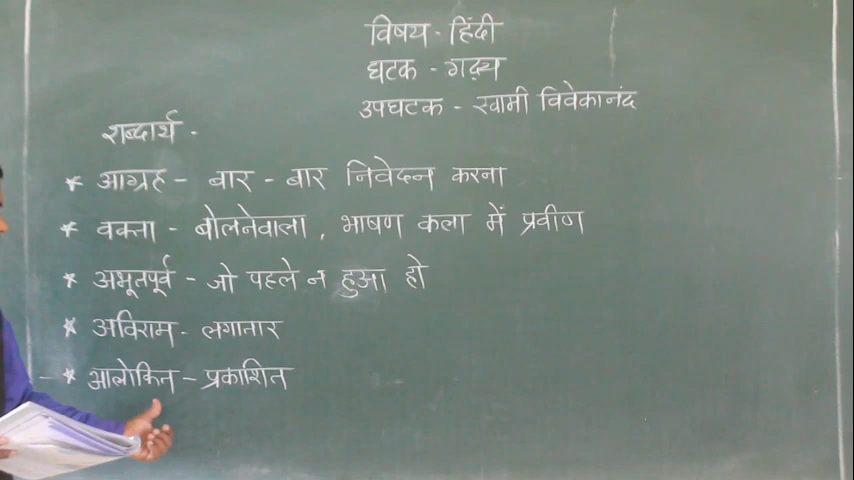 विषय - हिंदी
घटक - गद्य
उपघटक - स्वामी विवेकानंद
शब्दार्थ -
* आग्रह - बार - बार निवेदन करना
* वक्ता - बोलनेवाला, भाषण कला में प्रवीण
* अभूतपूर्व - जो पहले न हुआ हो
* अविराम - लगातार
* आलोकित - प्रकाशित